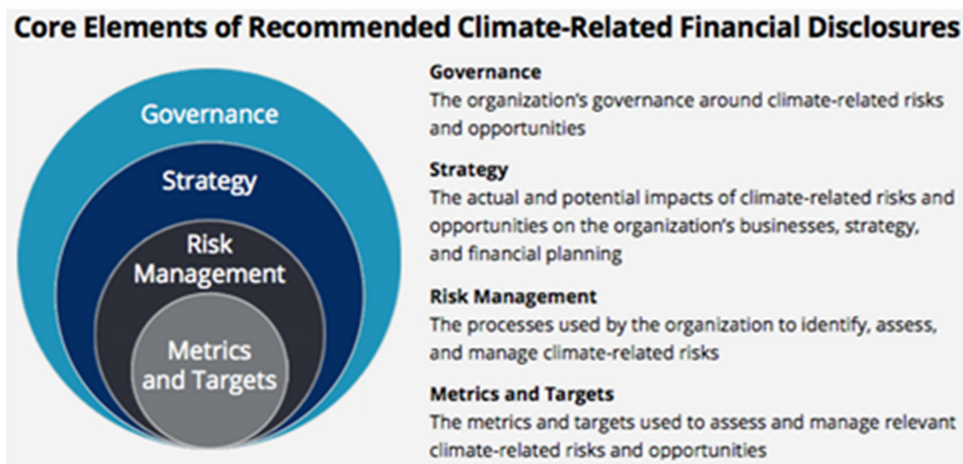 Core Elements of Recommended Climate-Related Financial Disclosures
Governance
Strategy
Risk
Management
Metrics
and Targets
Governance
The organization's governance around climate-related risks
and opportunities
Strategy
The actual and potential impacts of climate-related risks and
opportunities on the organization's businesses, strategy,
and financial planning
Risk Management
The processes used by the organization to identify, assess,
and manage climate-related risks
Metrics and Targets
The metrics and targets used to assess and manage relevant
climate-related risks and opportunities